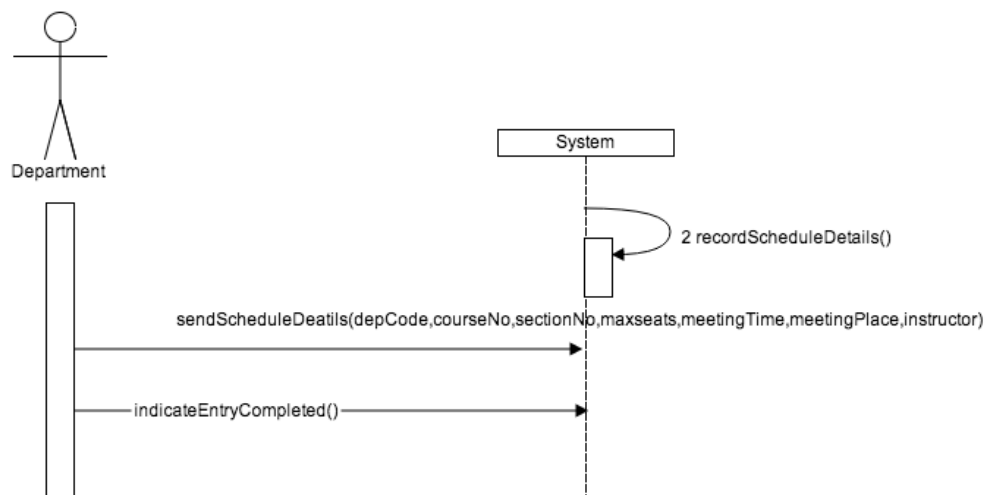 System
Department
2 recordScheduleDetails()
sendScheduleDeatils(depCode,courseNo,sectionNo,maxseats,meetingTime,meetingPlace,instructor)
indicateEntryCompleted()